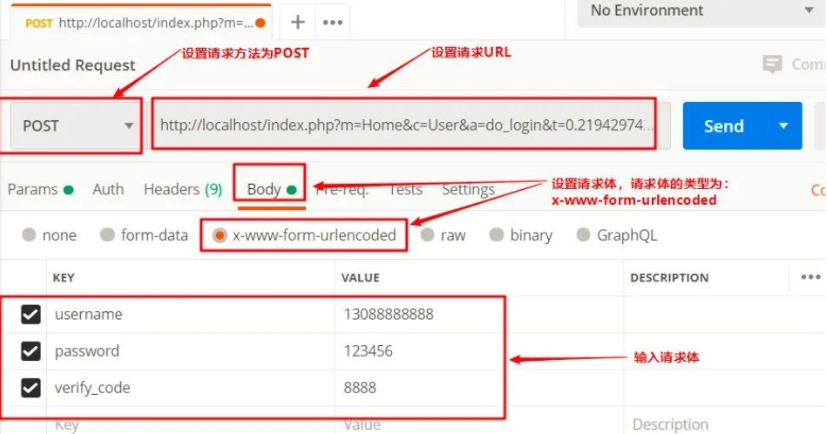 POST http://localhost/index.php?m=...
No Environment
设置请求方法为POST
设置请求URL
Untitled Request
POST
http://localhost/index.php?m=Home&c=User&a=do_login&t=0.21942974...
Send
Params Auth Headers (9) Body Pre-req. Tests Settings
设置请求体，请求体的类型为：
x-www-form-urlencoded
none form-data x-www-form-urlencoded raw binary GraphQL
KEY VALUE DESCRIPTION
username 13088888888
password 123456
verify_code 8888
输入请求体
Key Value Description